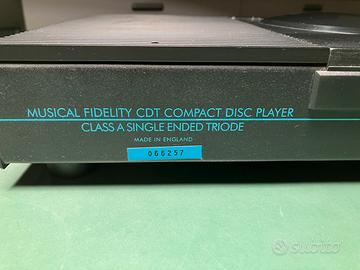 MUSICAL FIDELITY CDT COMPACT DISC PLAYER
CLASS A SINGLE ENDED TRIODE
MADE IN ENGLAND
066257
subito